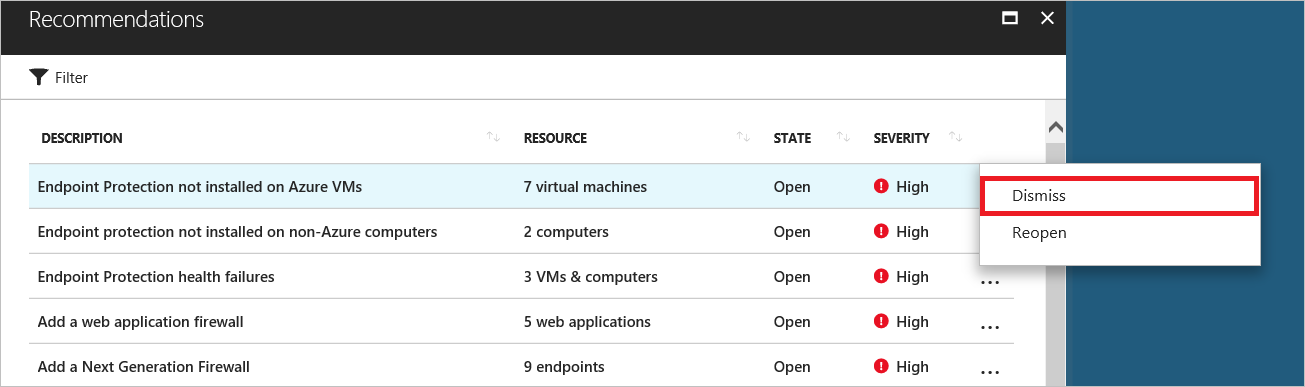 Recommendations
Filter
DESCRIPTION RESOURCE STATE SEVERITY
Endpoint Protection not installed on Azure VMs 7 virtual machines Open High
Dismiss
Endpoint protection not installed on non-Azure computers 2 computers Open High
Reopen
Endpoint Protection health failures 3 VMs & computers Open High ...
Add a web application firewall 5 web applications Open High ...
Add a Next Generation Firewall 9 endpoints Open High ...